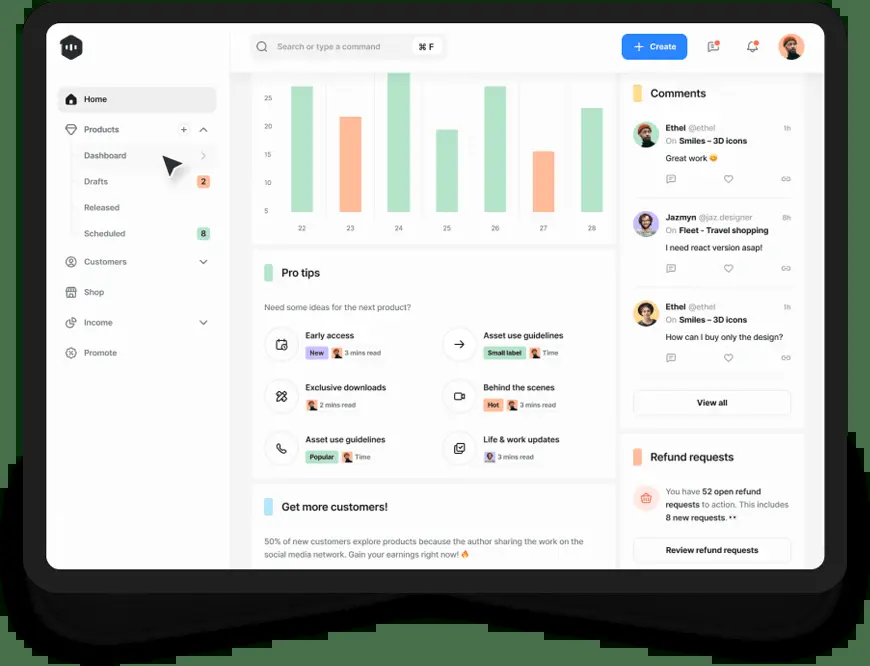 Search or type a command
⌘ F
Create
Home
Products
Dashboard
Drafts
2
Released
Scheduled
8
Customers
Shop
Income
Promote
25
20
15
10
5
22 23 24 25 26 27 28
Pro tips
Need some ideas for the next product?
Early access
New 3 mins read
Asset use guidelines
Small label Time
Exclusive downloads
2 mins read
Behind the scenes
Hot 3 mins read
Asset use guidelines
Popular Time
Life & work updates
3 mins read
Get more customers!
50% of new customers explore products because the author sharing the work on the
social media network. Gain your earnings right now! 🔥
Comments
Ethel @ethel 1h
On Smiles – 3D icons
Great work 😊
Jazmyn @jaz.designer 8h
On Fleet - Travel shopping
I need react version asap!
Ethel @ethel 1h
On Smiles – 3D icons
How can I buy only the design?
View all
Refund requests
You have 52 open refund
requests to action. This includes
8 new requests. 👀
Review refund requests